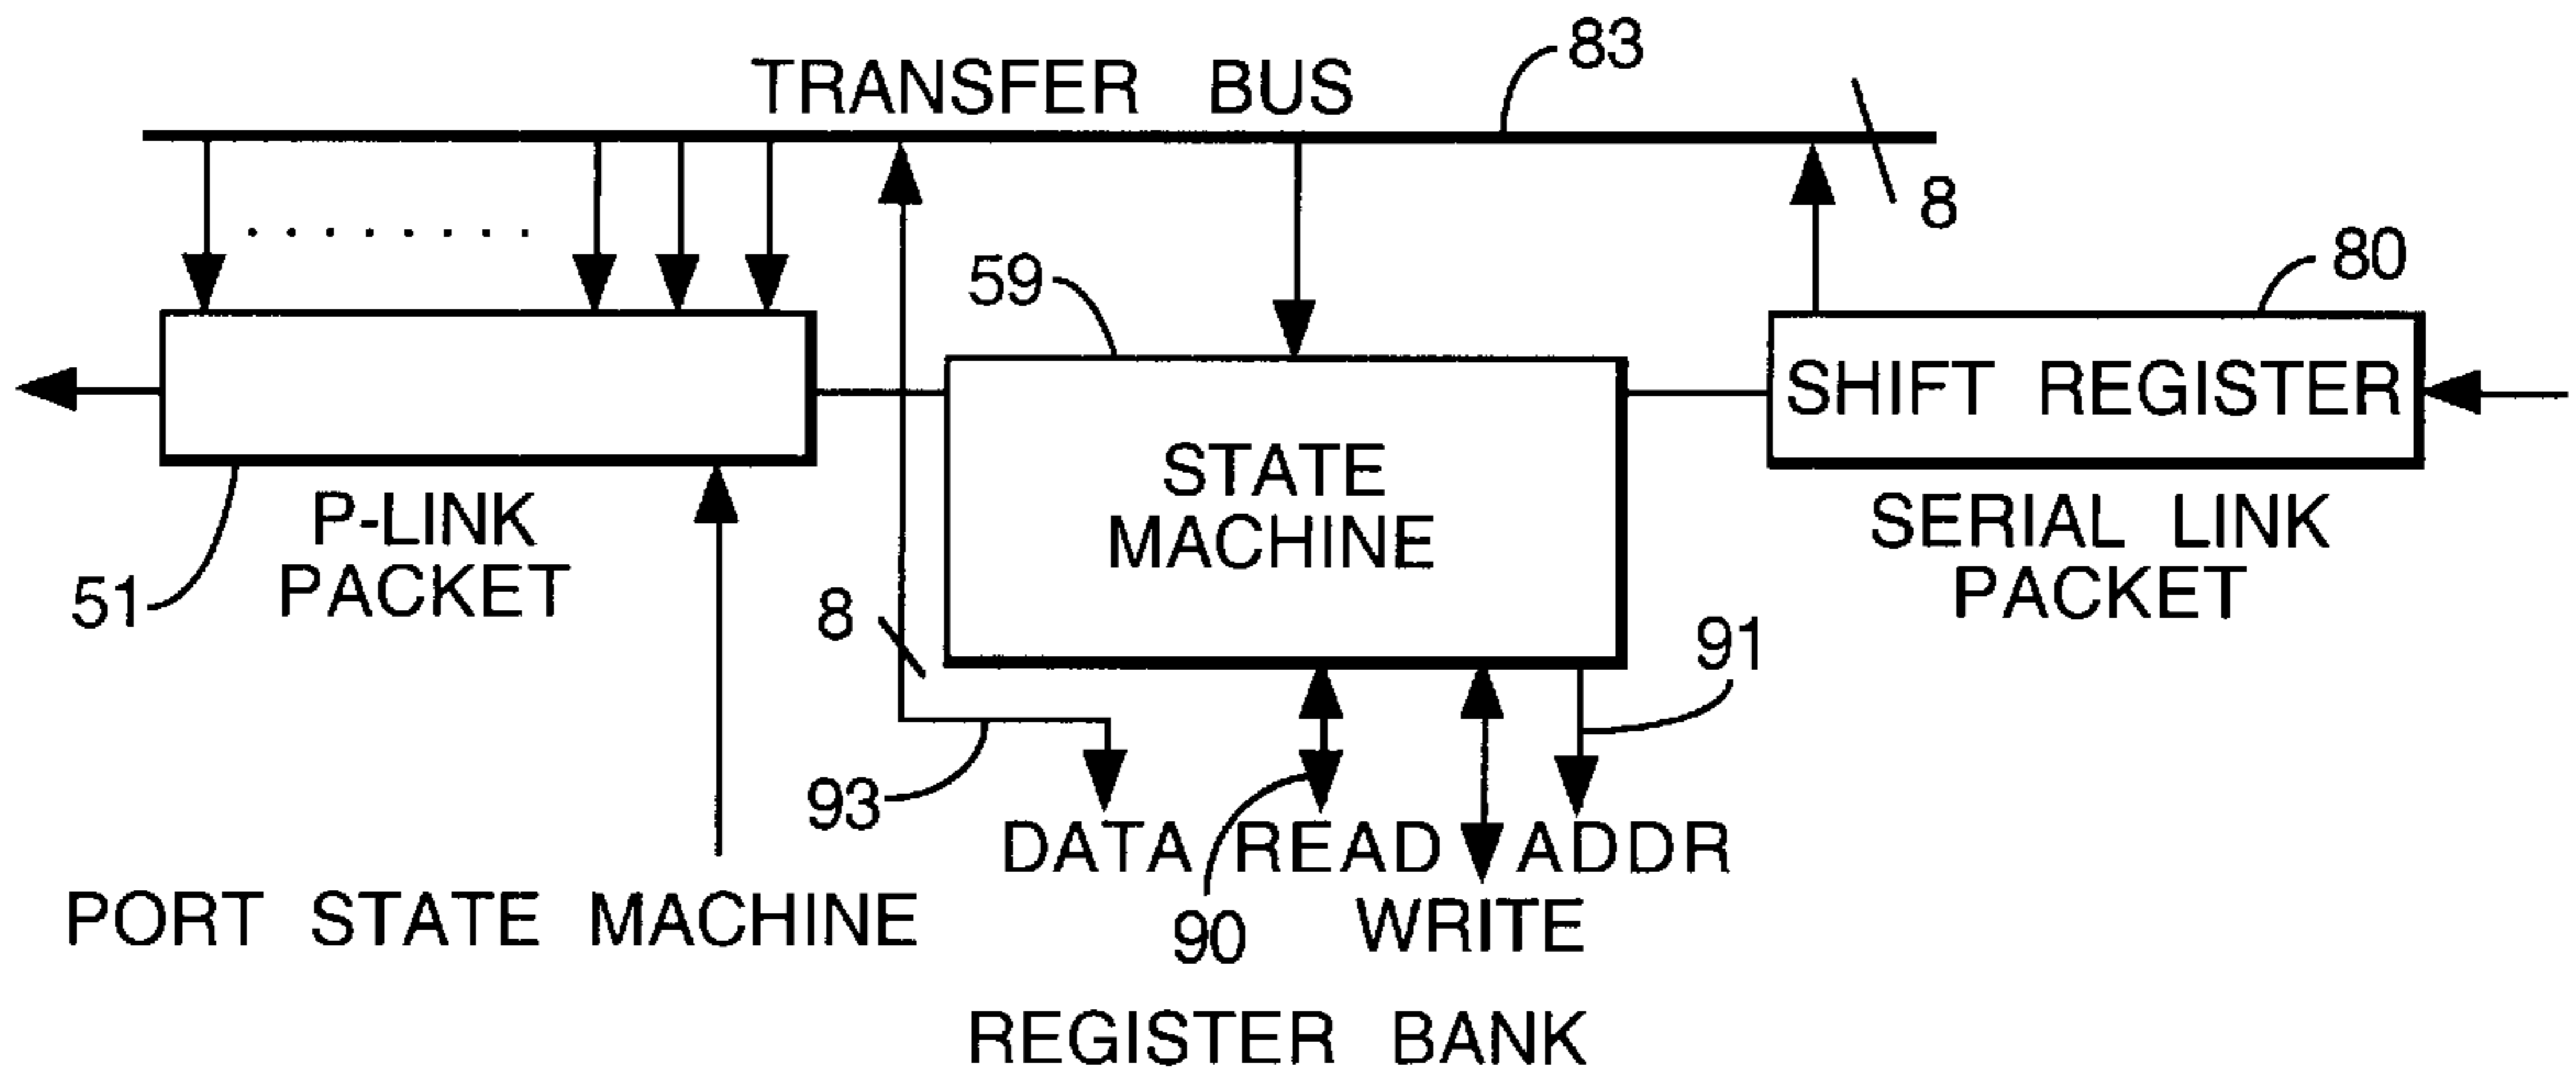 TRANSFER BUS
83
8
59
80
SHIFT REGISTER
STATE
MACHINE
P-LINK
PACKET
SERIAL LINK
PACKET
51
8
91
93
DATA READ ADDR
PORT STATE MACHINE
90
WRITE
REGISTER BANK